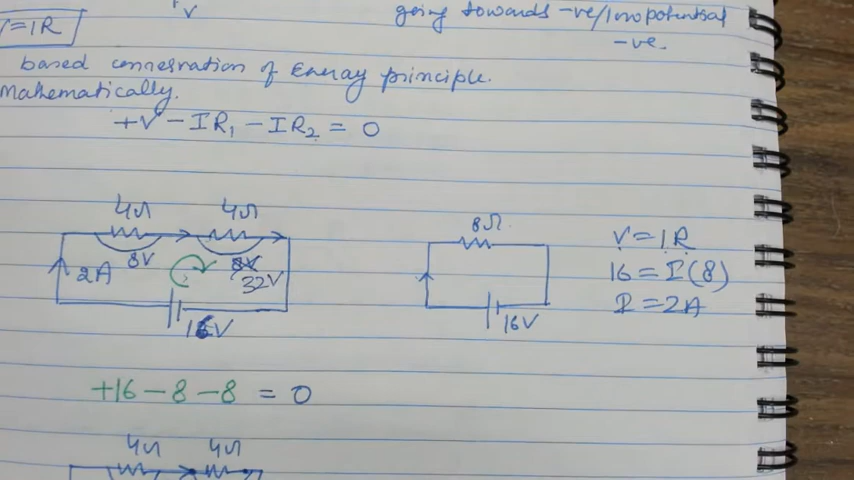 V
going towards -ve/low potential
-ve.
V=IR
based conservation of Energy principle.
Mathematically.
+V - IR₁ - IR₂ = 0
4Ω 4Ω
8V
2A
32V
16V
8Ω
16V
V=IR
16=I(8)
I=2A
+16-8-8 = 0
4Ω 4Ω